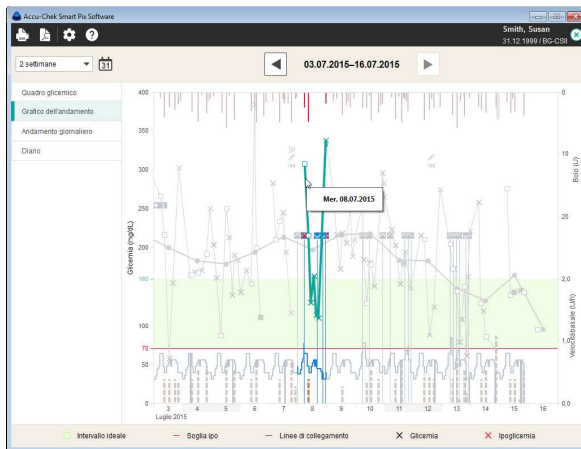 Accu-Chek Smart Pix Software
Smith, Susan
31.12.1999 / BG-CSII
2 settimane
31
03.07.2015–16.07.2015
Quadro glicemico
Grafico dell'andamento
Andamento giornaliero
Diario
Glicemia (mg/dL)
400
350
300
250
200
160
100
70
50
0
Mer, 08.07.2015
0
10
20
2,0
1,0
0,0
Bolo (U)
Velocità basale (U/h)
3 4 5 6 7 8 9 10 11 12 13 14 15 16
Luglio 2015
Intervallo ideale
Soglia ipo
Linee di collegamento
Glicemia
Ipoglicemia